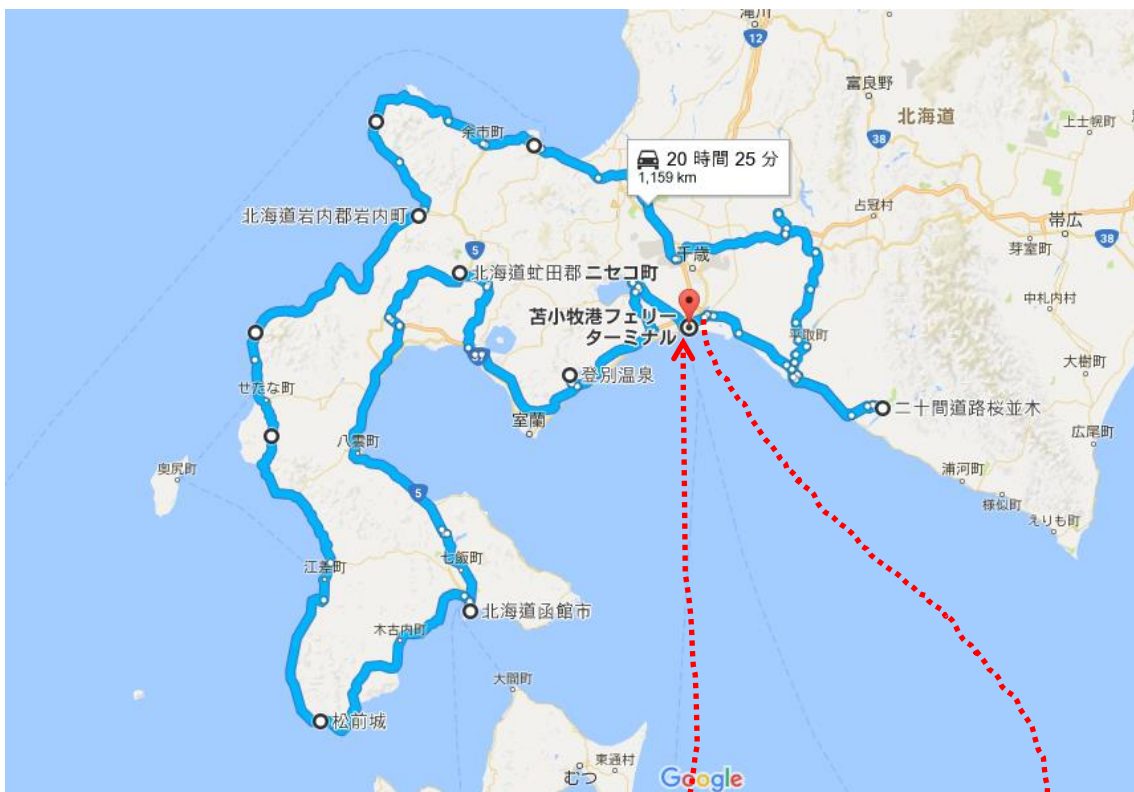 滝川
12
富良野
北海道
上士幌町
38
余市町
20 時間 25 分
1,159 km
占冠村
帯広
38
芽室町
北海道岩内郡岩内町
5
千歳
北海道虻田郡ニセコ町
中札内村
苫小牧港フェリー
ターミナル
平取町
大樹町
37
せたな町
登別温泉
二十間道路桜並木
室蘭
広尾町
八雲町
奥尻町
5
浦河町
様似町
えりも町
江差町
七飯町
北海道函館市
木古内町
大間町
松前城
東通村
むつ
Google